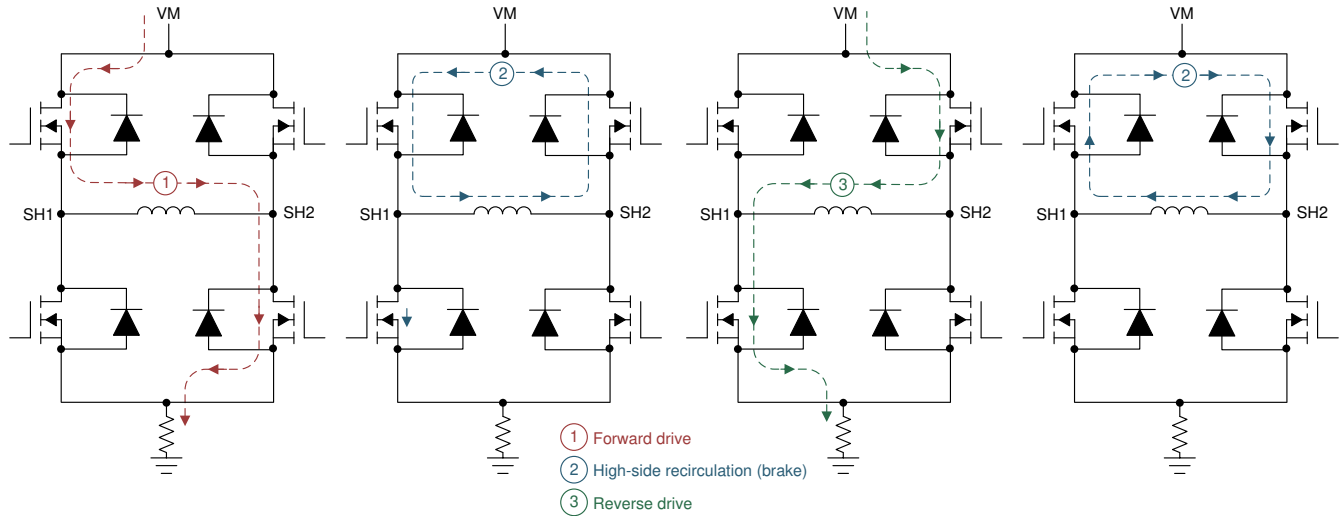 VM
VM
VM
VM
2
2
1
3
SH1
SH2
SH1
SH2
SH1
SH2
SH1
SH2
1 Forward drive
2 High-side recirculation (brake)
3 Reverse drive